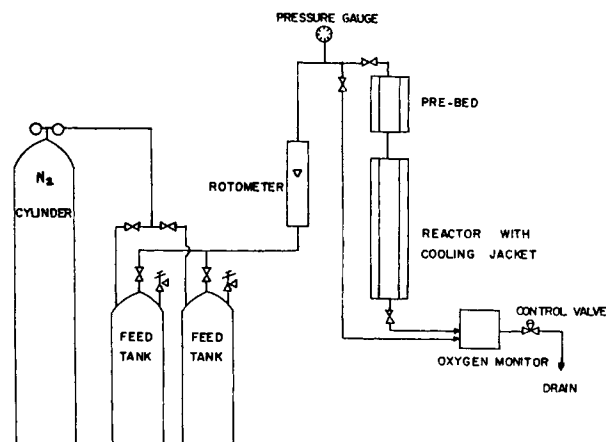 PRESSURE GAUGE
PRE-BED
N2
CYLINDER
ROTOMETER
REACTOR WITH
COOLING JACKET
FEED
TANK
FEED
TANK
CONTROL VALVE
OXYGEN MONITOR
DRAIN